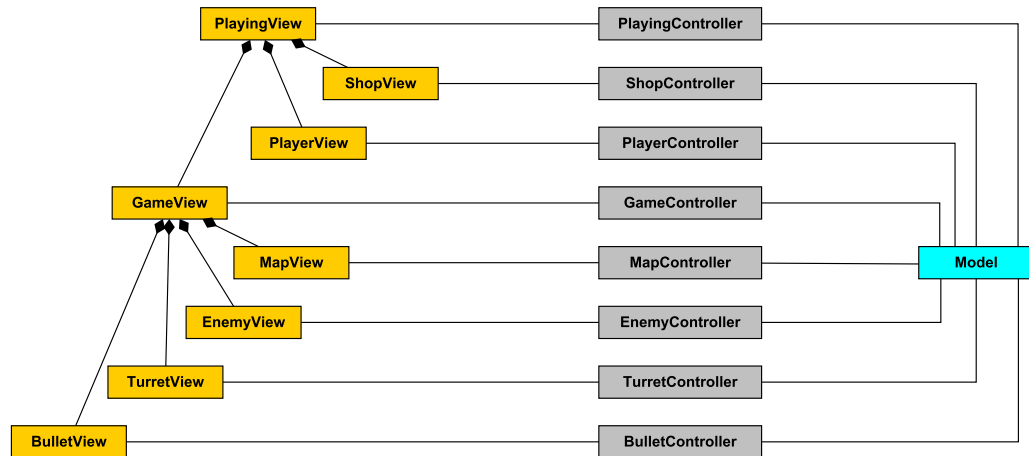 PlayingView
PlayingController
ShopView
ShopController
PlayerView
PlayerController
GameView
GameController
MapView
MapController
Model
EnemyView
EnemyController
TurretView
TurretController
BulletView
BulletController